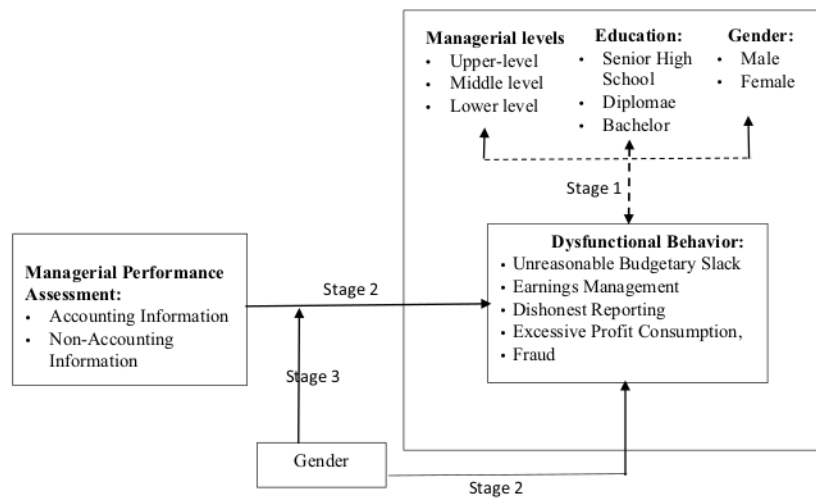 Managerial levels
• Upper-level
• Middle level
• Lower level
Education:
• Senior High
School
• Diplomae
• Bachelor
Gender:
• Male
• Female
Stage 1
Dysfunctional Behavior:
• Unreasonable Budgetary Slack
• Earnings Management
• Dishonest Reporting
• Excessive Profit Consumption,
• Fraud
Managerial Performance
Assessment:
• Accounting Information
• Non-Accounting
Information
Stage 2
Stage 3
Gender
Stage 2